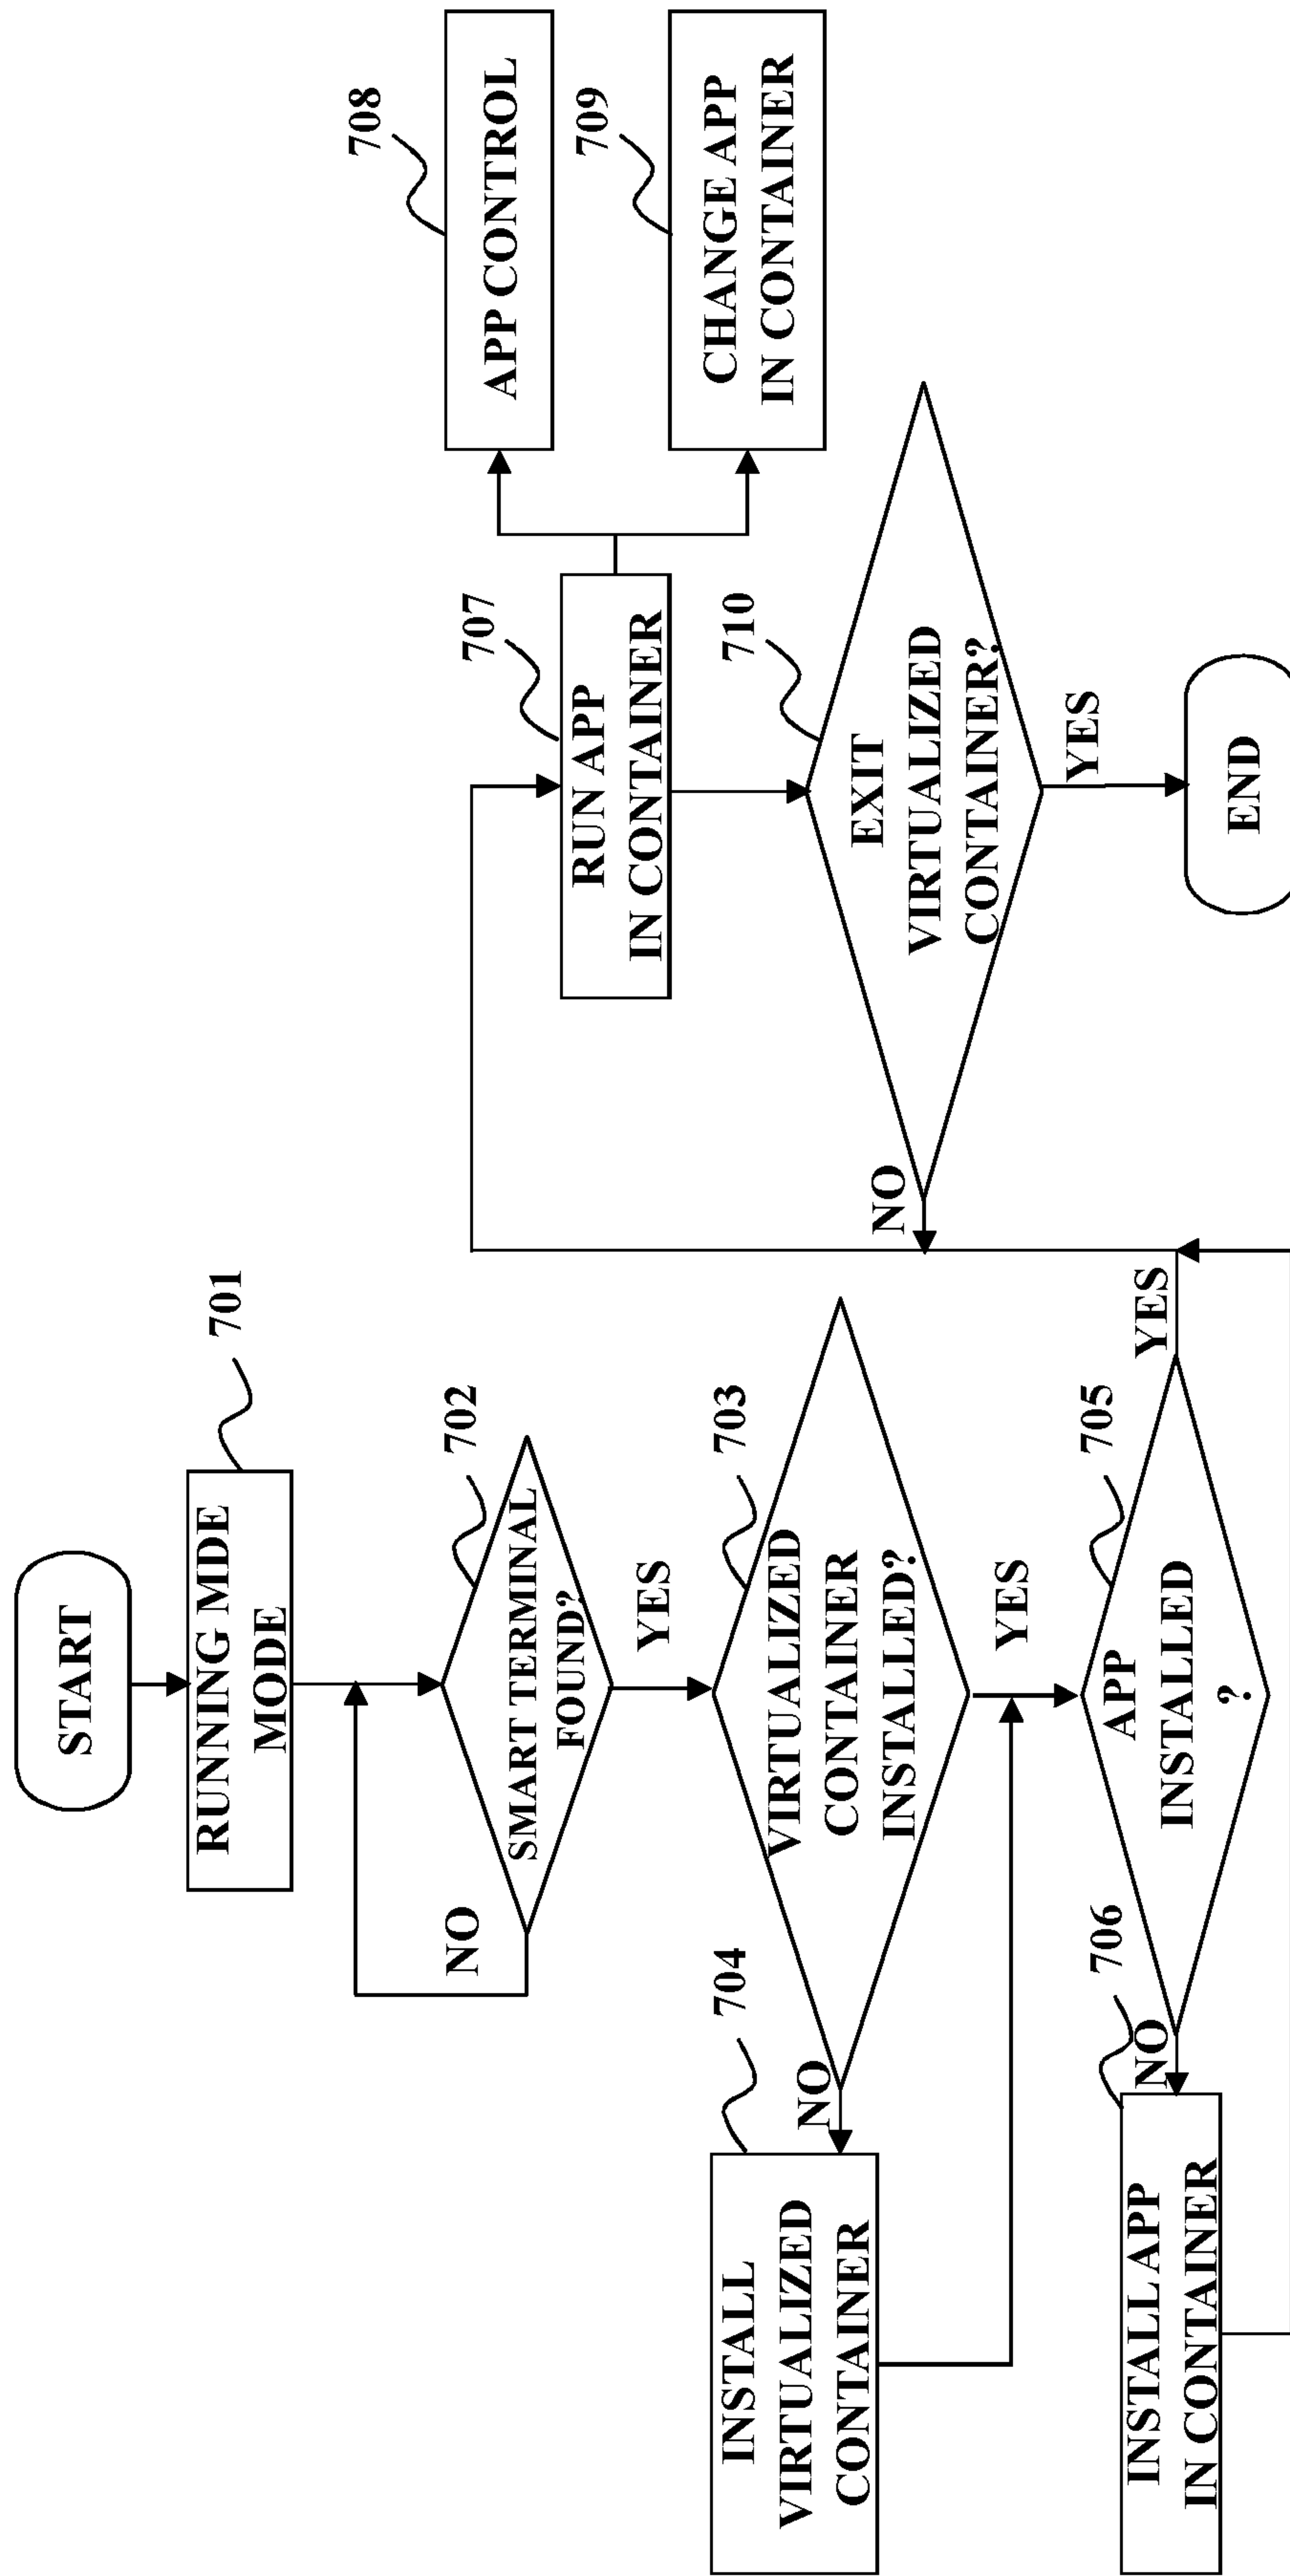 START
701
RUNNING MDE
MODE
702
SMART TERMINAL
FOUND?
NO
YES
703
VIRTUALIZED
CONTAINER
INSTALLED?
NO
704
INSTALL
VIRTUALIZED
CONTAINER
YES
705
APP
INSTALLED
?
NO
706
INSTALL APP
IN CONTAINER
YES
707
RUN APP
IN CONTAINER
708
APP CONTROL
709
CHANGE APP
IN CONTAINER
710
EXIT
VIRTUALIZED
CONTAINER?
NO
YES
END